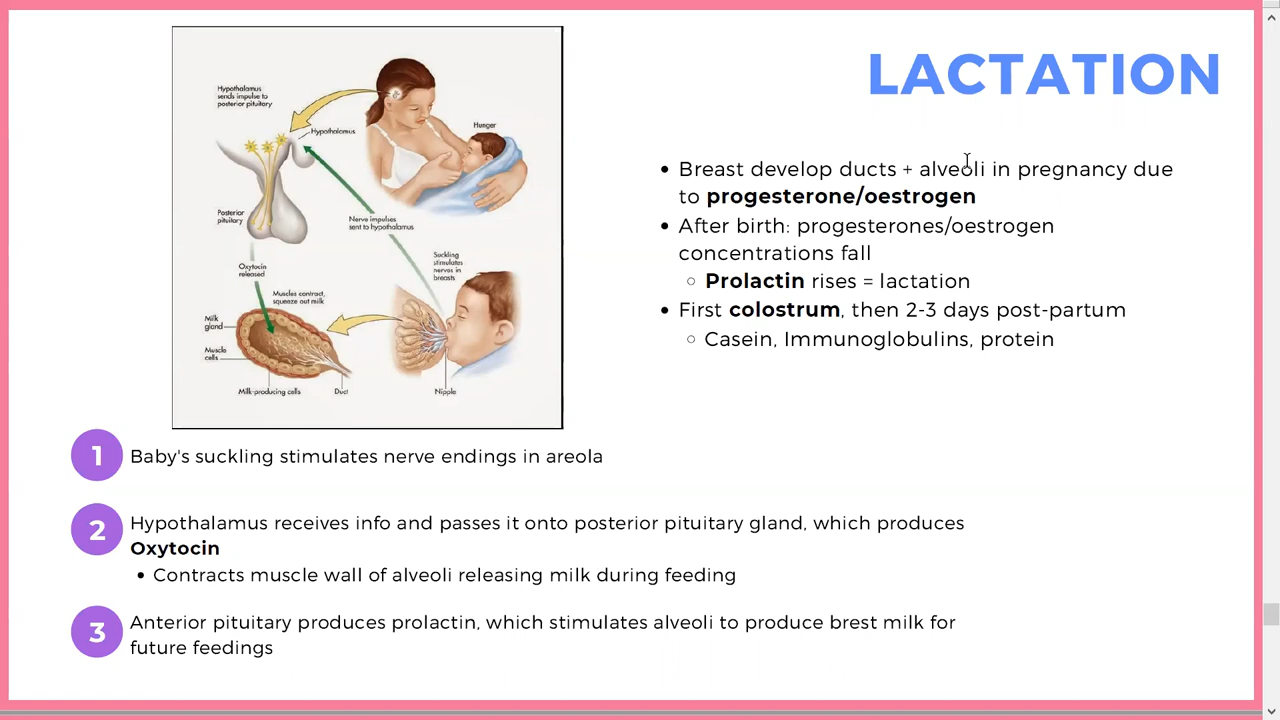 LACTATION
Hypothalamus
sends impulse to
posterior pituitary
Hypothalamus
Hunger
Posterior
pituitary
Nerve impulses
sent to hypothalamus
Suckling
stimulates
nerves in
breasts
Oxytocin
released
Muscles contract,
squeeze out milk
Milk
gland
Muscle
cells
Milk-producing cells
Duct
Nipple
• Breast develop ducts + alveoli in pregnancy due
to progesterone/oestrogen
• After birth: progesterones/oestrogen
concentrations fall
○ Prolactin rises = lactation
• First colostrum, then 2-3 days post-partum
○ Casein, Immunoglobulins, protein
1 Baby's suckling stimulates nerve endings in areola
2 Hypothalamus receives info and passes it onto posterior pituitary gland, which produces
Oxytocin
• Contracts muscle wall of alveoli releasing milk during feeding
3 Anterior pituitary produces prolactin, which stimulates alveoli to produce brest milk for
future feedings